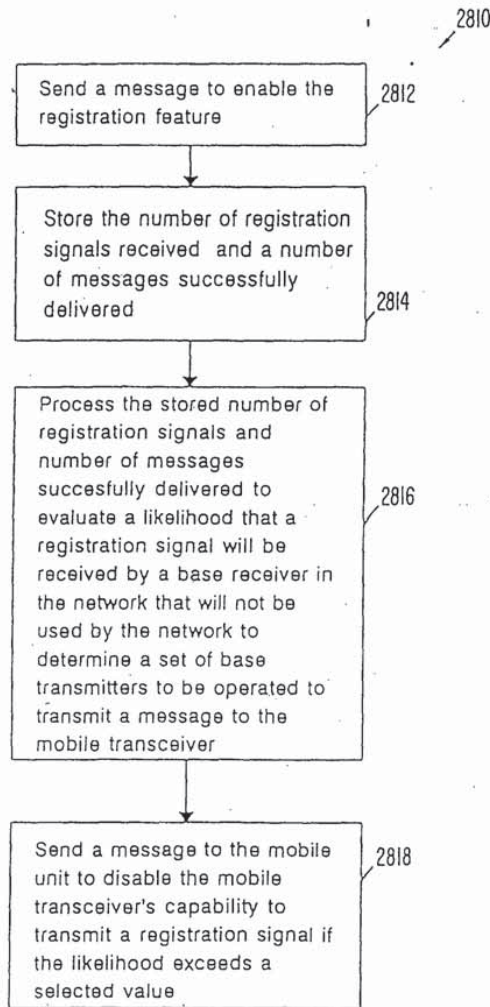 2810
Send a message to enable the
registration feature
2812
Store the number of registration
signals received and a number
of messages successfully
delivered
2814
Process the stored number of
registration signals and
number of messages
succesfully delivered to
evaluate a likelihood that a
registration signal will be
received by a base receiver in
the network that will not be
used by the network to
determine a set of base
transmitters to be operated to
transmit a message to the
mobile transceiver
2816
Send a message to the mobile
unit to disable the mobile
transceiver's capability to
transmit a registration signal if
the likelihood exceeds a
selected value
2818